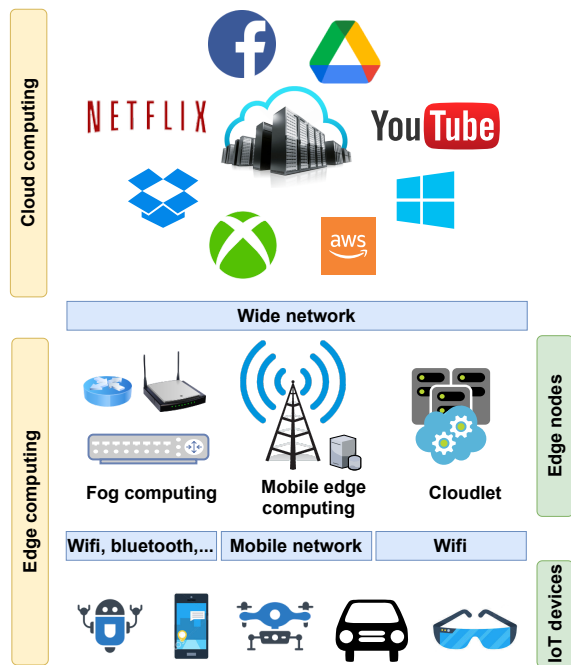 Cloud computing
NETFLIX
YouTube
aws
Wide network
Edge computing
Edge nodes
Fog computing
Mobile edge
computing
Cloudlet
Wifi, bluetooth,...
Mobile network
Wifi
IoT devices